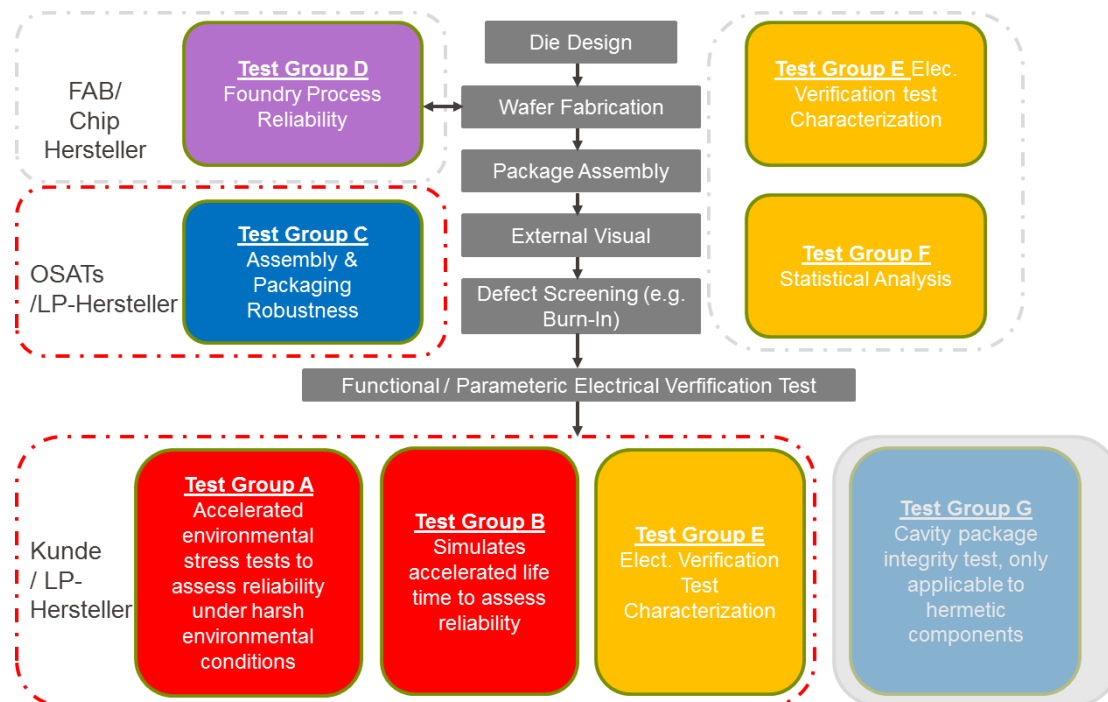 FAB/
Chip
Hersteller
Test Group D
Foundry Process
Reliability
Die Design
Wafer Fabrication
Package Assembly
External Visual
Defect Screening (e.g.
Burn-In)
Functional / Parameteric Electrical Verfification Test
Test Group E Elec.
Verification test
Characterization
Test Group F
Statistical Analysis
OSATs
/LP-Hersteller
Test Group C
Assembly &
Packaging
Robustness
Kunde
/ LP-
Hersteller
Test Group A
Accelerated
environmental
stress tests to
assess reliability
under harsh
environmental
conditions
Test Group B
Simulates
accelerated life
time to assess
reliability
Test Group E
Elect. Verification
Test
Characterization
Test Group G
Cavity package
integrity test, only
applicable to
hermetic
components